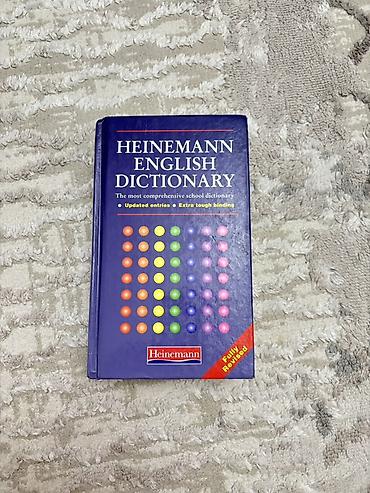 HEINEMANN
ENGLISH
DICTIONARY
The most comprehensive school dictionary
• Updated entries • Extra tough binding
Heinemann
Fully
Revised